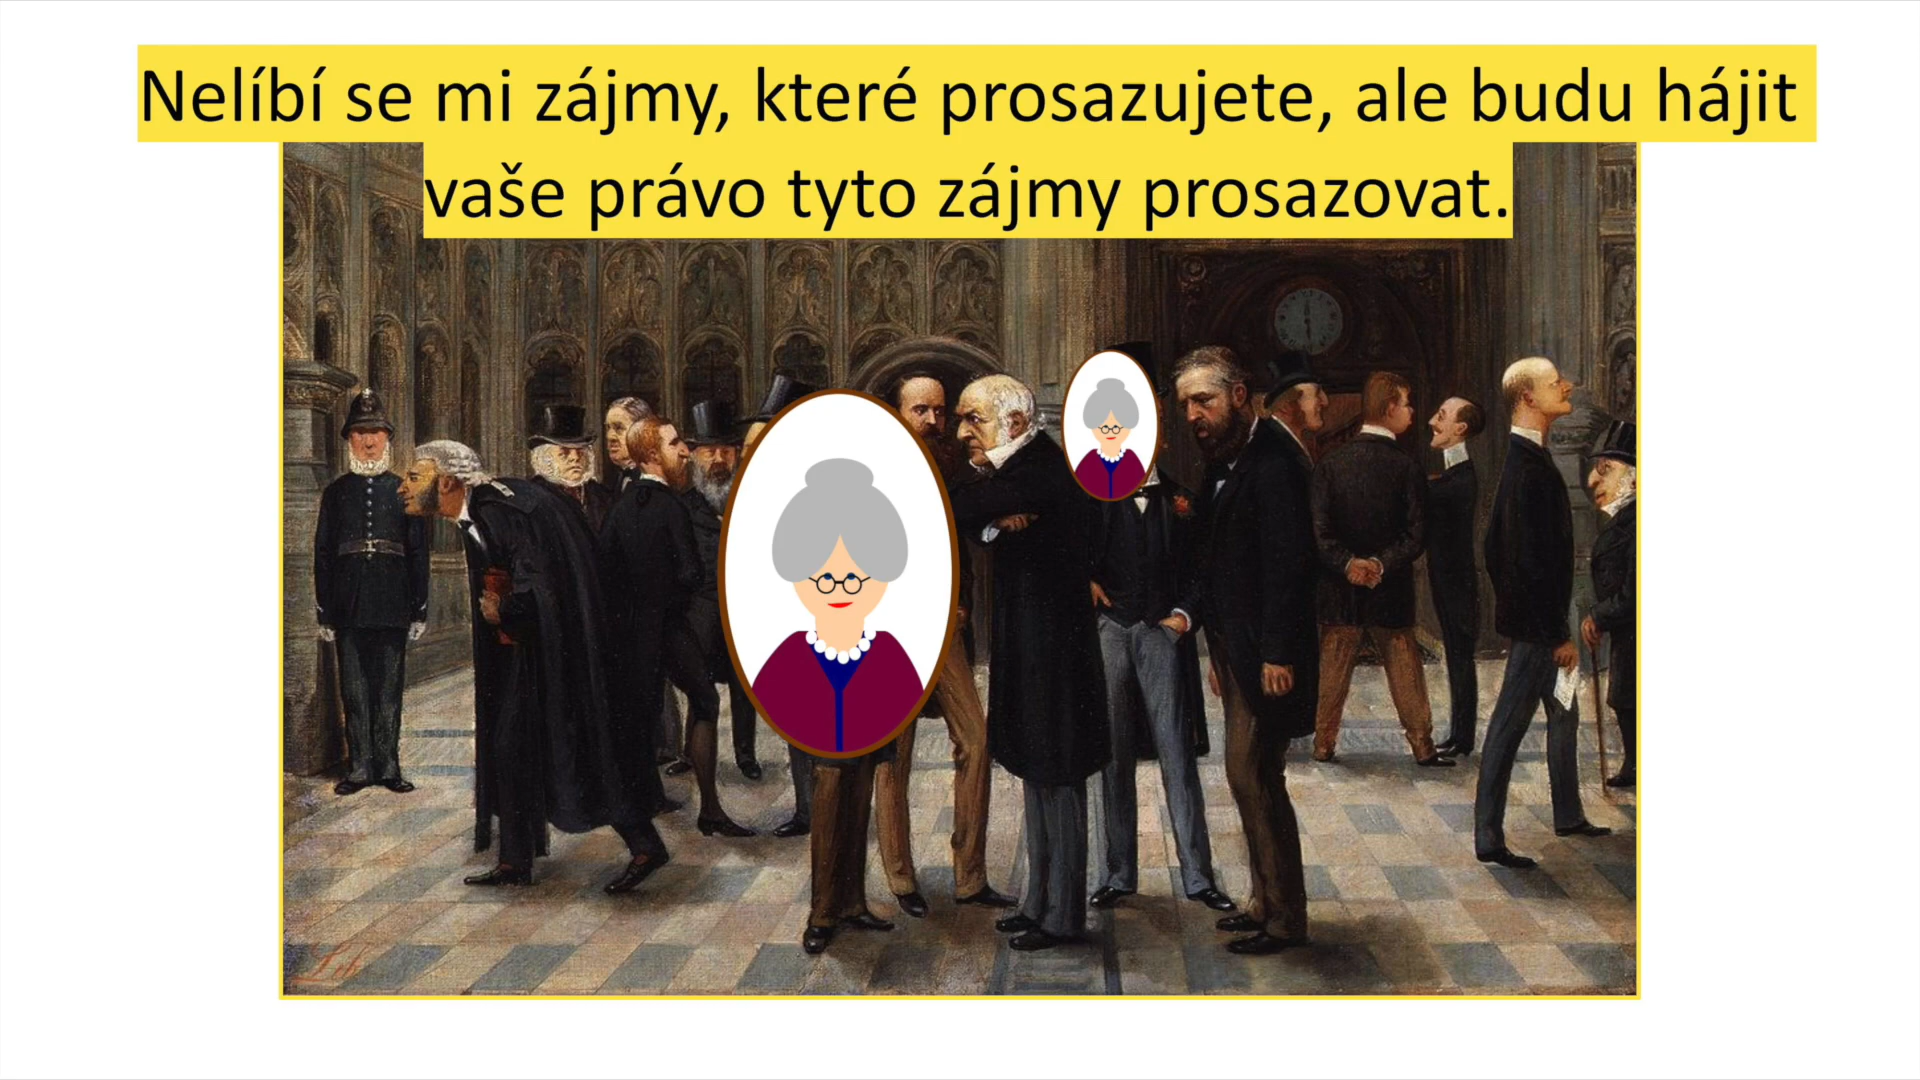 Nelíbí se mi zájmy, které prosazujete, ale budu hájit
vaše právo tyto zájmy prosazovat.